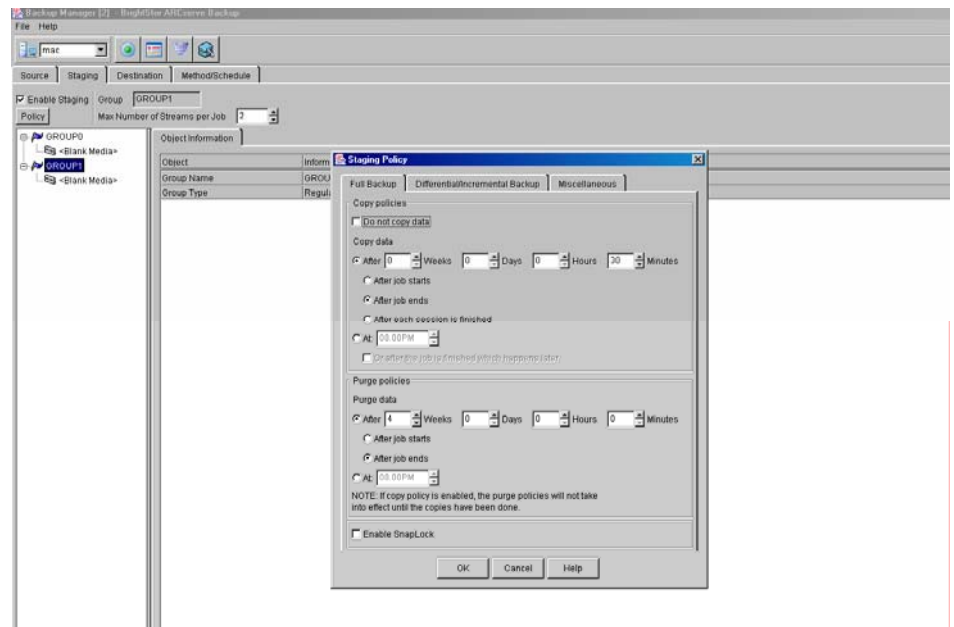 Backup Manager [2] - BrightStor ARCserve Backup
File Help
mac
Source Staging Destination Method/Schedule
Enable Staging Group GROUP1
Policy Max Number of Streams per Job 2
GROUP0
<Blank Media>
GROUP1
<Blank Media>
Object Information
Object Inform
Group Name GROU
Group Type Regula
Staging Policy
Full Backup Differential/Incremental Backup Miscellaneous
Copy policies
Do not copy data
Copy data
After 0 Weeks 0 Days 0 Hours 30 Minutes
After job starts
After job ends
After each session is finished
At: 08:00PM
Or after the job is finished which happens later
Purge policies
Purge data
After 4 Weeks 0 Days 0 Hours 0 Minutes
After job starts
After job ends
At: 08:00PM
NOTE: If copy policy is enabled, the purge policies will not take
into effect until the copies have been done.
Enable SnapLock
OK Cancel Help